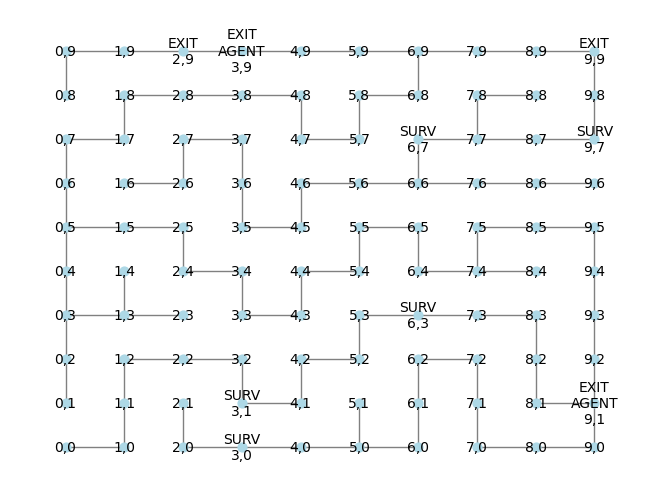 0,9 1,9 EXIT 2,9 EXIT AGENT 3,9 4,9 5,9 6,9 7,9 8,9 EXIT 9,9
0,8 1,8 2,8 3,8 4,8 5,8 6,8 7,8 8,8 9,8
0,7 1,7 2,7 3,7 4,7 5,7 SURV 6,7 7,7 8,7 SURV 9,7
0,6 1,6 2,6 3,6 4,6 5,6 6,6 7,6 8,6 9,6
0,5 1,5 2,5 3,5 4,5 5,5 6,5 7,5 8,5 9,5
0,4 1,4 2,4 3,4 4,4 5,4 6,4 7,4 8,4 9,4
0,3 1,3 2,3 3,3 4,3 5,3 SURV 6,3 7,3 8,3 9,3
0,2 1,2 2,2 3,2 4,2 5,2 6,2 7,2 8,2 9,2
0,1 1,1 2,1 SURV 3,1 4,1 5,1 6,1 7,1 8,1 EXIT AGENT 9,1
0,0 1,0 2,0 SURV 3,0 4,0 5,0 6,0 7,0 8,0 9,0